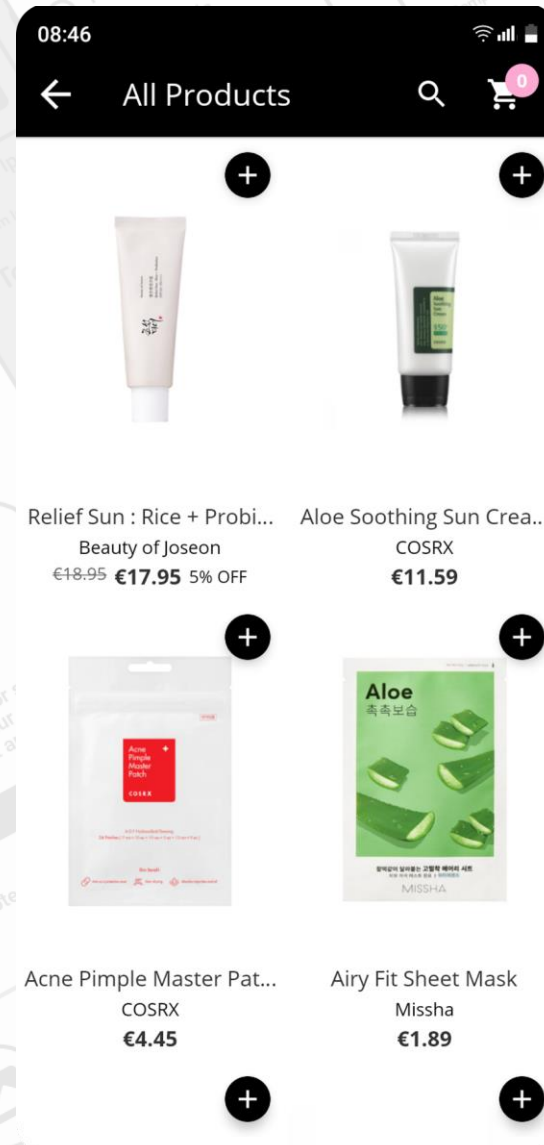 08:46
All Products
0
Relief Sun : Rice + Probi...
Beauty of Joseon
€18.95 €17.95 5% OFF
Aloe Soothing Sun Crea...
COSRX
€11.59
Acne
Pimple
Master
Patch
COSRX
Aloe
촉촉보습
MISSHA
Acne Pimple Master Pat...
COSRX
€4.45
Airy Fit Sheet Mask
Missha
€1.89